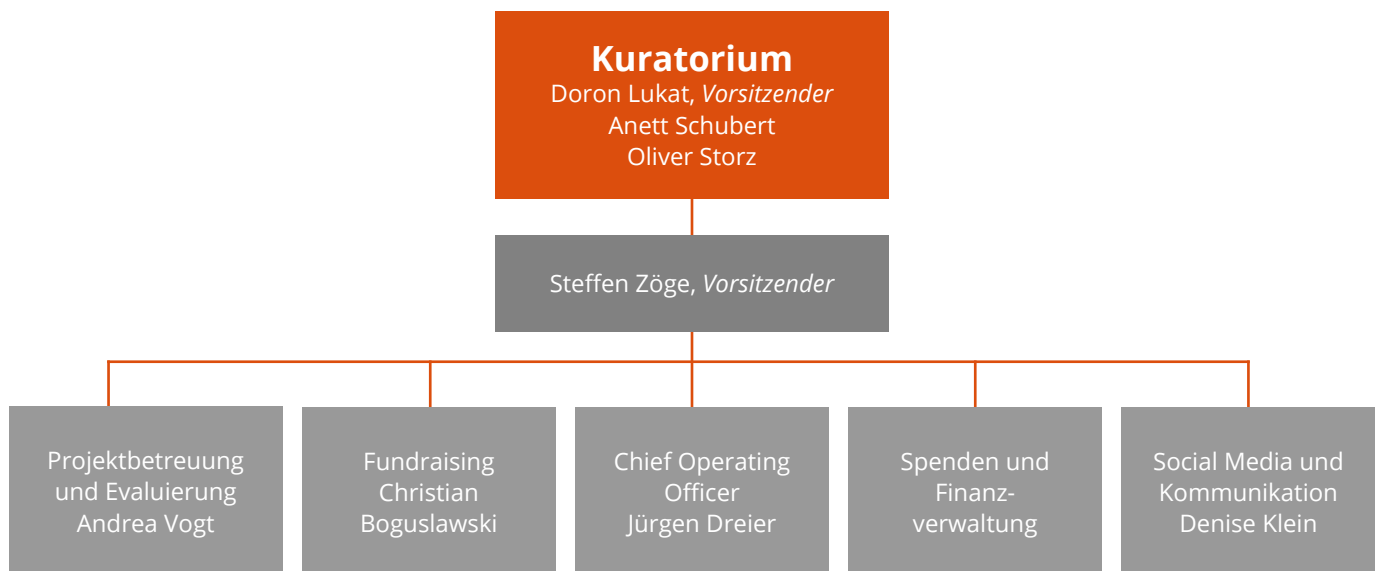 Kuratorium
Doron Lukat, Vorsitzender
Anett Schubert
Oliver Storz
Steffen Zöge, Vorsitzender
Projektbetreuung
und Evaluierung
Andrea Vogt
Fundraising
Christian
Boguslawski
Chief Operating
Officer
Jürgen Dreier
Spenden und
Finanz-
verwaltung
Social Media und
Kommunikation
Denise Klein